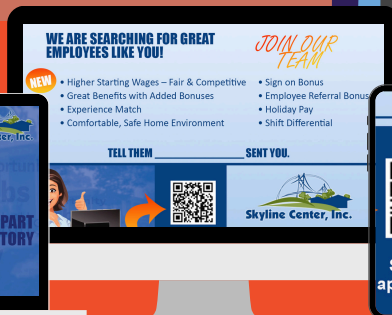 WE ARE SEARCHING FOR GREAT
EMPLOYEES LIKE YOU!
JOIN OUR
TEAM
NEW
• Higher Starting Wages – Fair & Competitive
• Great Benefits with Added Bonuses
• Experience Match
• Comfortable, Safe Home Environment
• Sign on Bonus
• Employee Referral Bonus
• Holiday Pay
• Shift Differential
TELL THEM ____________ SENT YOU.
Skyline Center, Inc.
ter, Inc.
PART
TORY